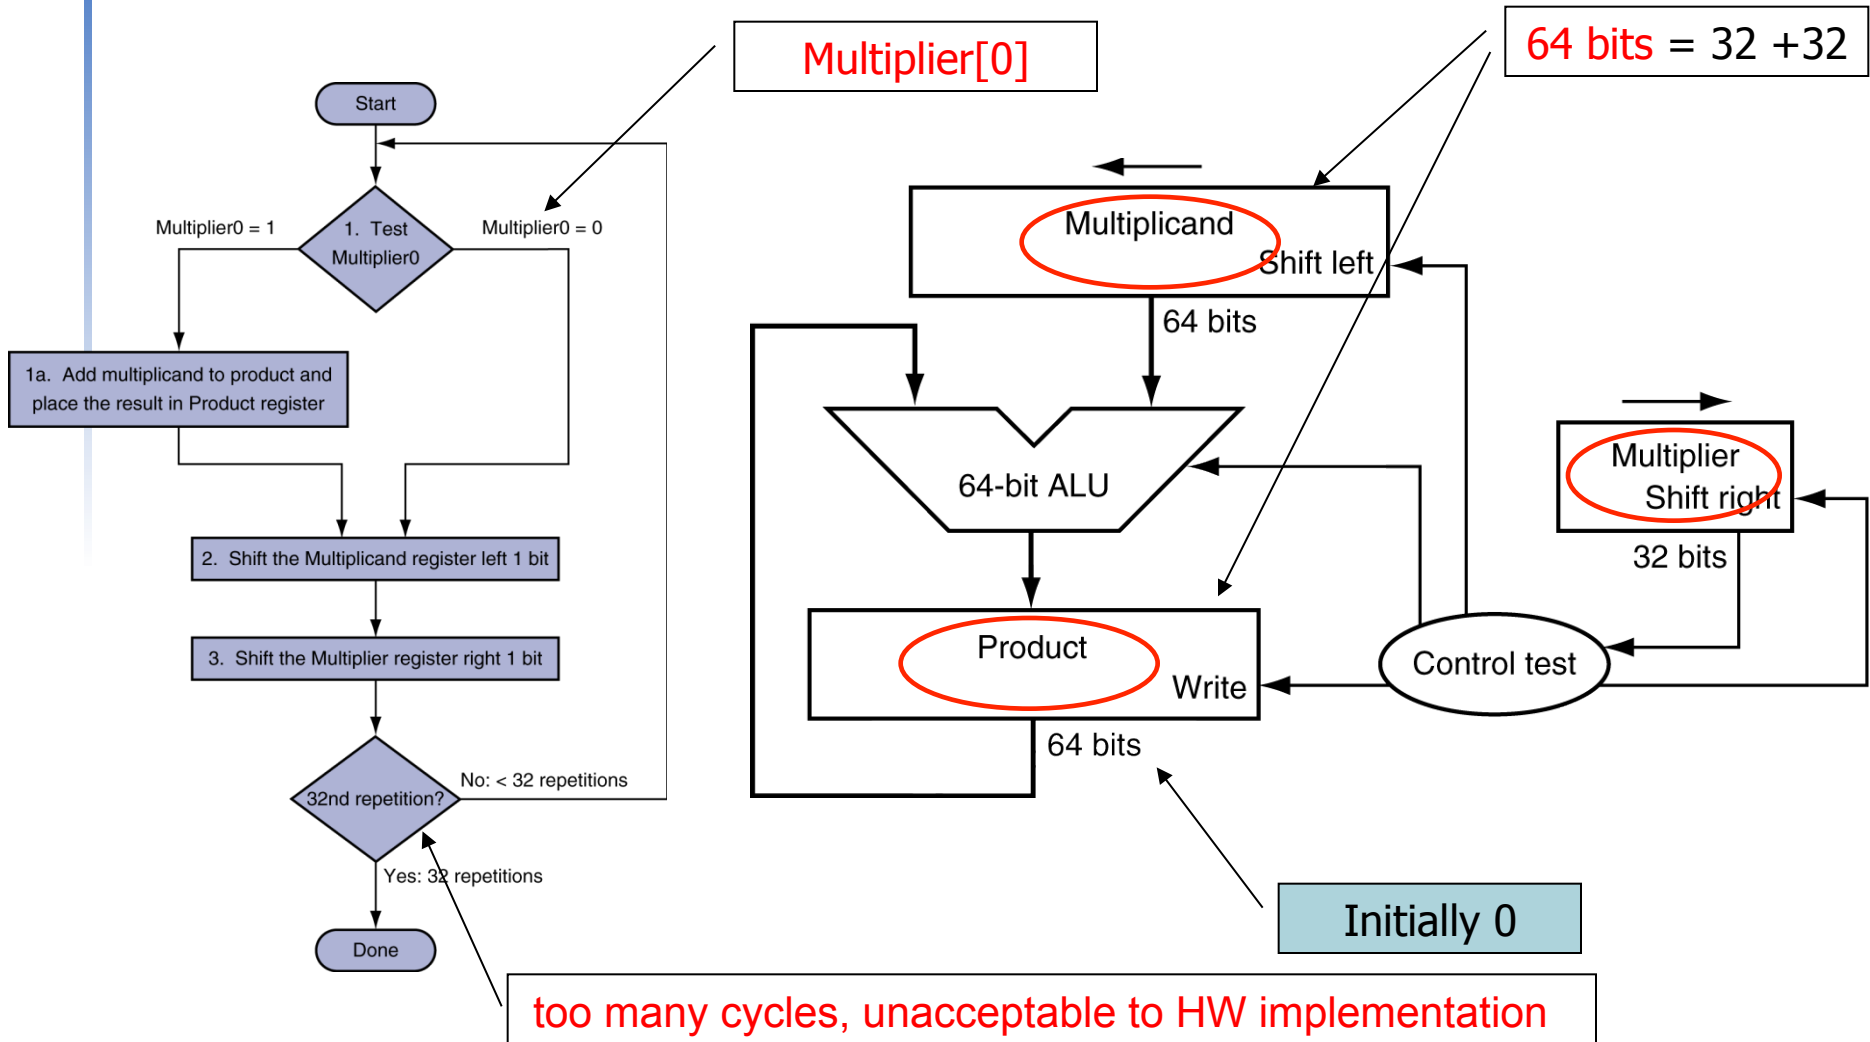 Multiplier[0]
64 bits = 32 +32
Start
Multiplier0 = 1
1. Test
Multiplier0
Multiplier0 = 0
1a. Add multiplicand to product and
place the result in Product register
2. Shift the Multiplicand register left 1 bit
3. Shift the Multiplier register right 1 bit
32nd repetition?
No: < 32 repetitions
Yes: 32 repetitions
Done
Multiplicand
Shift left
64 bits
64-bit ALU
Multiplier
Shift right
32 bits
Product
Write
Control test
64 bits
Initially 0
too many cycles, unacceptable to HW implementation